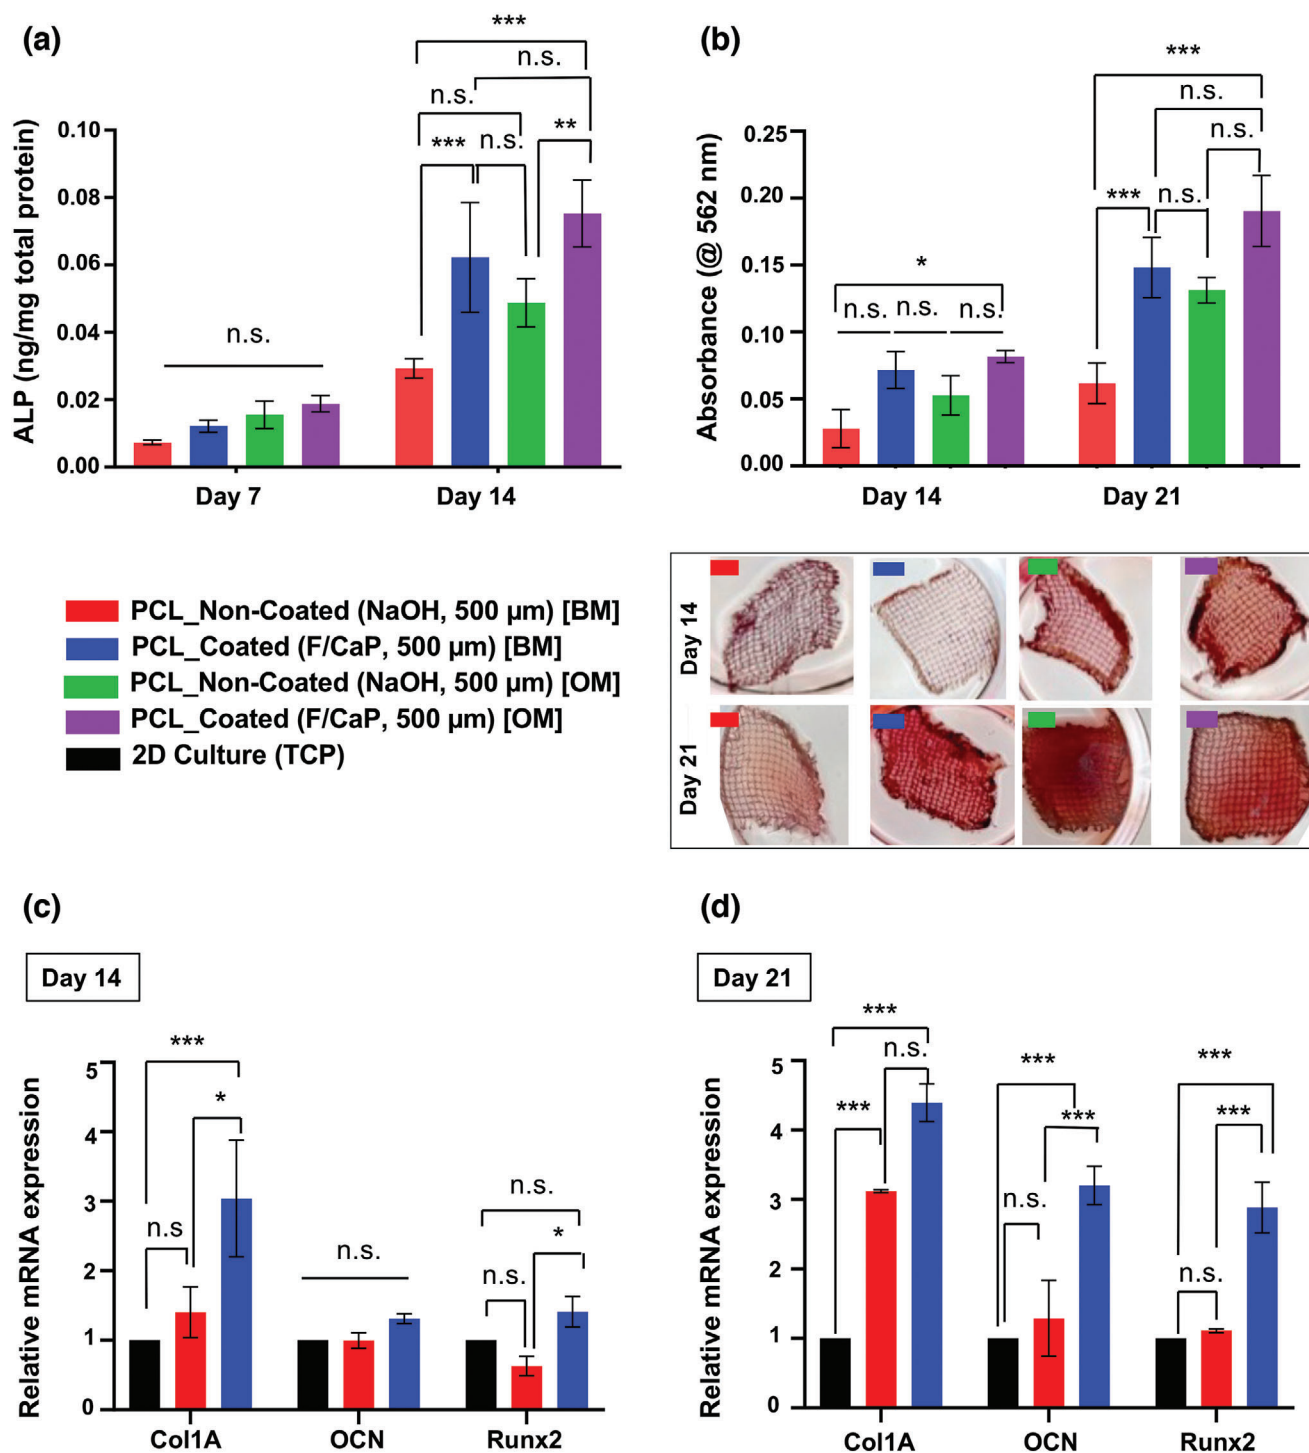 (a)
***
n.s.
n.s.
***
n.s.
**
n.s.
ALP (ng/mg total protein)
0.10
0.08
0.06
0.04
0.02
0.00
Day 7
Day 14
(b)
***
n.s.
n.s.
***
n.s.
*
n.s.
n.s.
n.s.
Absorbance (@ 562 nm)
0.25
0.20
0.15
0.10
0.05
0.00
Day 14
Day 21
PCL_Non-Coated (NaOH, 500 µm) [BM]
PCL_Coated (F/CaP, 500 µm) [BM]
PCL_Non-Coated (NaOH, 500 µm) [OM]
PCL_Coated (F/CaP, 500 µm) [OM]
2D Culture (TCP)
Day 14
Day 21
(c)
Day 14
***
*
n.s
n.s.
n.s.
*
n.s.
Relative mRNA expression
5
4
3
2
1
0
Col1A
OCN
Runx2
(d)
Day 21
***
n.s.
***
***
***
n.s.
***
***
n.s.
Relative mRNA expression
5
4
3
2
1
0
Col1A
OCN
Runx2